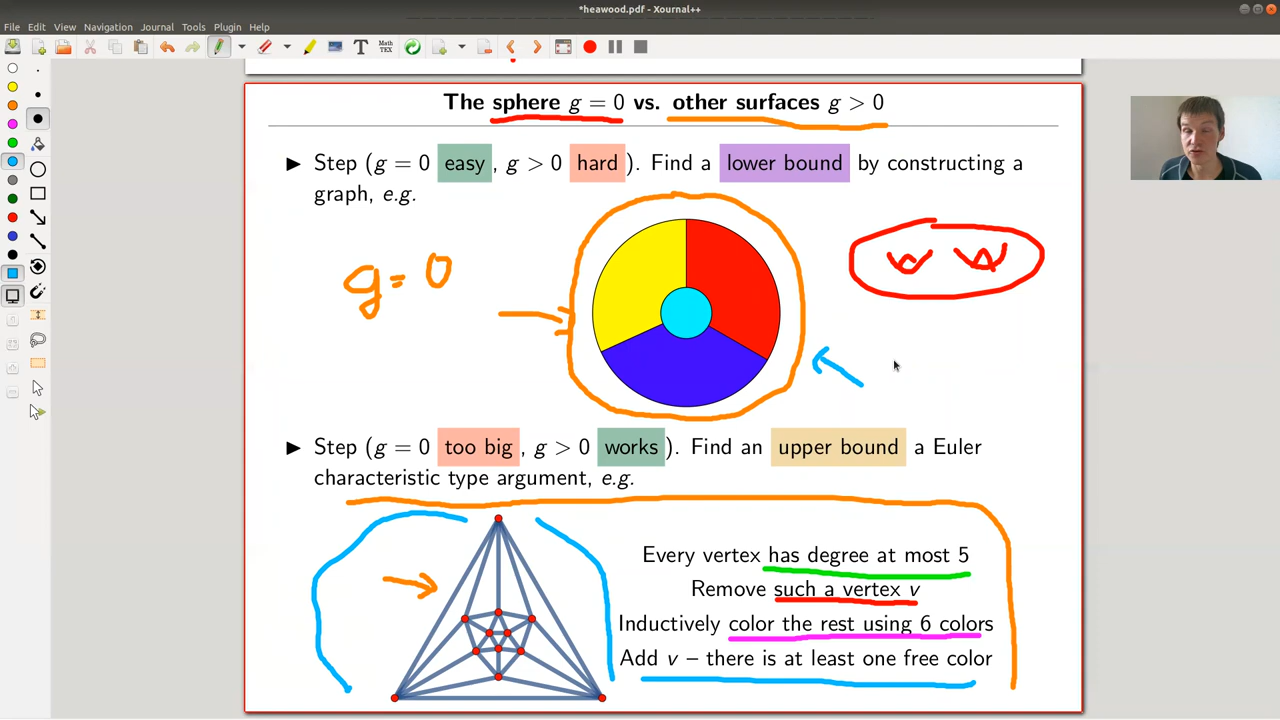 *heawood.pdf - Xournal++
File Edit View Navigation Journal Tools Plugin Help
T Math TEX
The sphere g = 0 vs. other surfaces g > 0
► Step (g = 0 easy, g > 0 hard). Find a lower bound by constructing a
graph, e.g.
g = 0
► Step (g = 0 too big, g > 0 works). Find an upper bound a Euler
characteristic type argument, e.g.
Every vertex has degree at most 5
Remove such a vertex v
Inductively color the rest using 6 colors
Add v – there is at least one free color